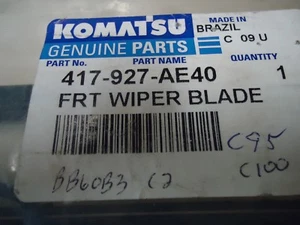 KOMATSU
MADE IN
BRAZIL
GENUINE PARTS
C 09 U
PART No. PART NAME QUANTITY
417-927-AE40 1
FRT WIPER BLADE
C95
C100
BB60B3 C2